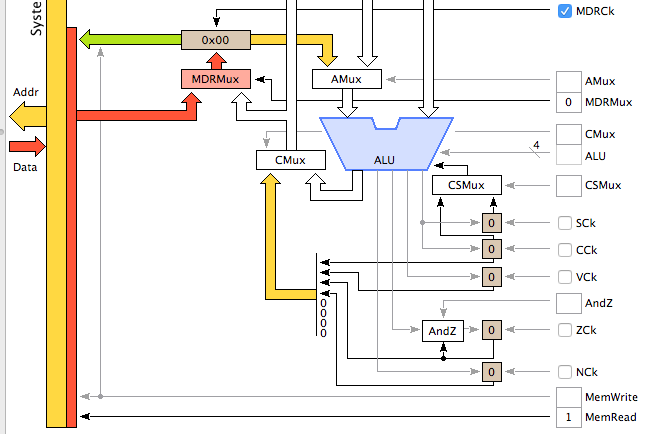 Syste
MDRCk
0x00
MDRMux
AMux
AMux
0 MDRMux
Addr
Data
CMux
ALU
CMux
4
ALU
CSMux
CSMux
0
SCk
0
CCk
0
VCk
0
0
0
0
AndZ
AndZ
0
ZCk
0
NCk
MemWrite
1 MemRead